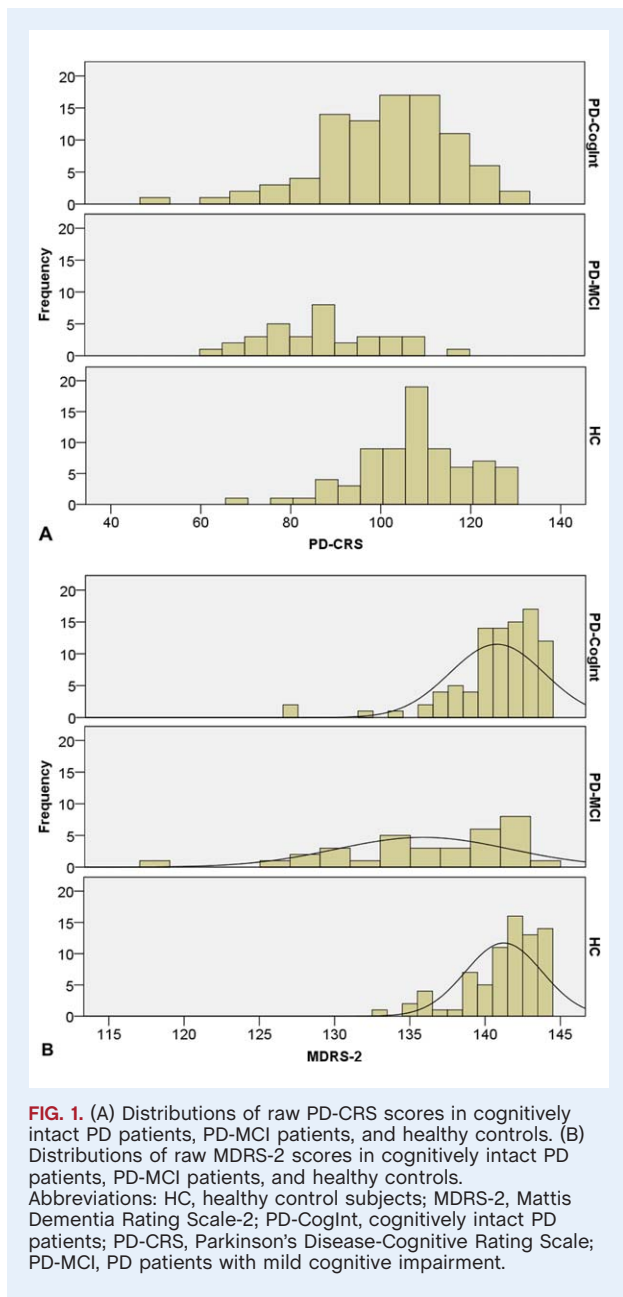 20
15
10
5
0
PD-CogInt
20
15
10
5
0
PD-MCI
Frequency
20
15
10
5
0
HC
40 60 80 100 120 140
A
PD-CRS
20
15
10
5
0
PD-CogInt
20
15
10
5
0
PD-MCI
Frequency
20
15
10
5
0
HC
115 120 125 130 135 140 145
B
MDRS-2
FIG. 1. (A) Distributions of raw PD-CRS scores in cognitively
intact PD patients, PD-MCI patients, and healthy controls. (B)
Distributions of raw MDRS-2 scores in cognitively intact PD
patients, PD-MCI patients, and healthy controls.
Abbreviations: HC, healthy control subjects; MDRS-2, Mattis
Dementia Rating Scale-2; PD-CogInt, cognitively intact PD
patients; PD-CRS, Parkinson's Disease-Cognitive Rating Scale;
PD-MCI, PD patients with mild cognitive impairment.